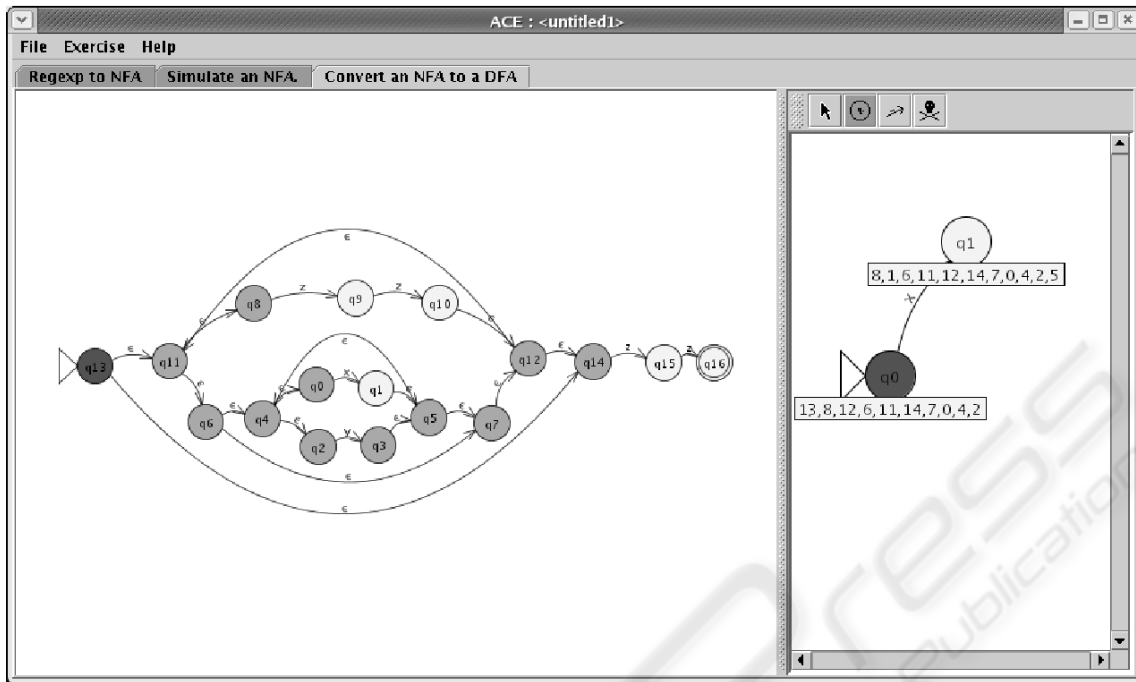 ACE : <untitled1>
File Exercise Help
Regexp to NFA Simulate an NFA. Convert an NFA to a DFA
ϵ
q8 z q9 z q10
ϵ ϵ
q13 ϵ q11 ϵ q12 ϵ q14 z q15 z q16
ϵ q0 x q1 ϵ
q6 ϵ q4 ϵ q5 ϵ q7 ϵ
ϵ q2 y q3 ϵ
ϵ
ϵ
q1
8,1,6,11,12,14,7,0,4,2,5
x
q0
13,8,12,6,11,14,7,0,4,2
Press
Publication